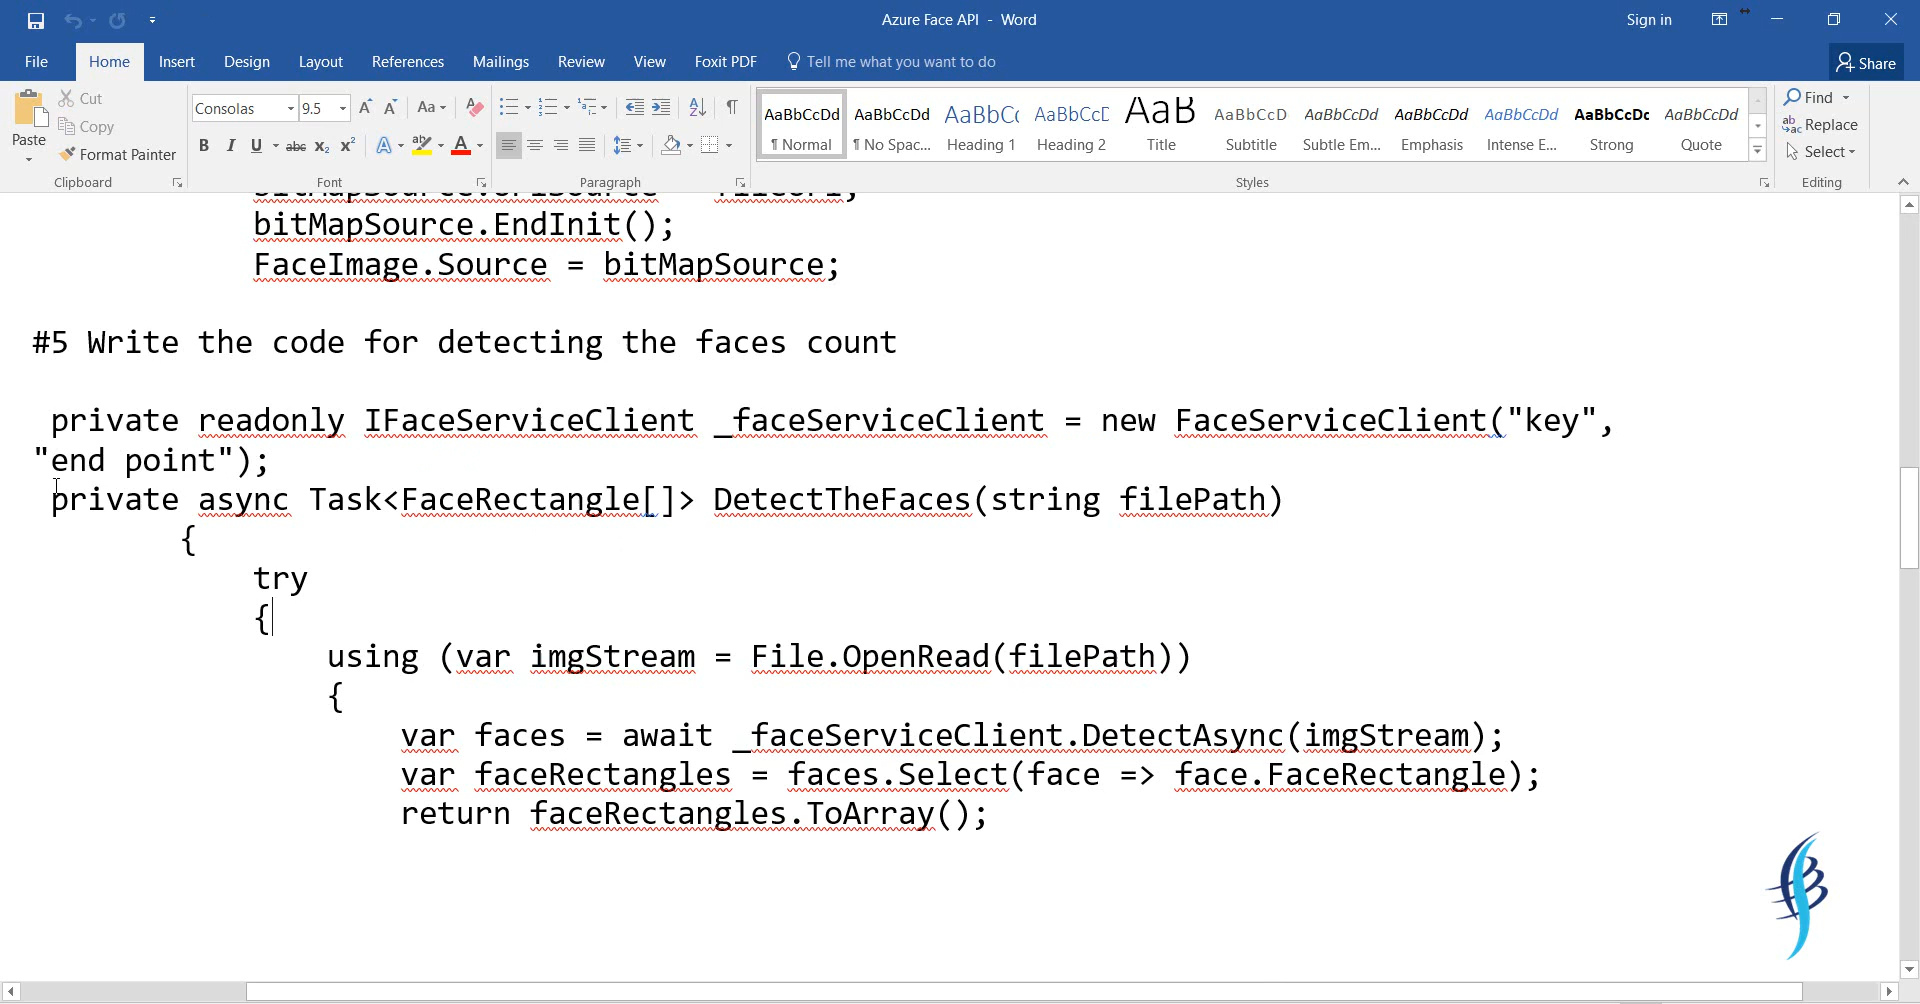 Azure Face API - Word
Sign in
File Home Insert Design Layout References Mailings Review View Foxit PDF Tell me what you want to do Share
Paste
Cut
Copy
Format Painter
Clipboard
Consolas 9.5
Font
Paragraph
AaBbCcDd AaBbCcDd AaBbCc AaBbCcD AaB AaBbCcD AaBbCcDd AaBbCcDd AaBbCcDd AaBbCcDc AaBbCcDd
¶ Normal ¶ No Spac... Heading 1 Heading 2 Title Subtitle Subtle Em... Emphasis Intense E... Strong Quote
Styles
Find
Replace
Select
Editing
bitMapSource.EndInit();
FaceImage.Source = bitMapSource;
#5 Write the code for detecting the faces count
private readonly IFaceServiceClient _faceServiceClient = new FaceServiceClient("key",
"end point");
private async Task<FaceRectangle[]> DetectTheFaces(string filePath)
{
try
{
using (var imgStream = File.OpenRead(filePath))
{
var faces = await _faceServiceClient.DetectAsync(imgStream);
var faceRectangles = faces.Select(face => face.FaceRectangle);
return faceRectangles.ToArray();